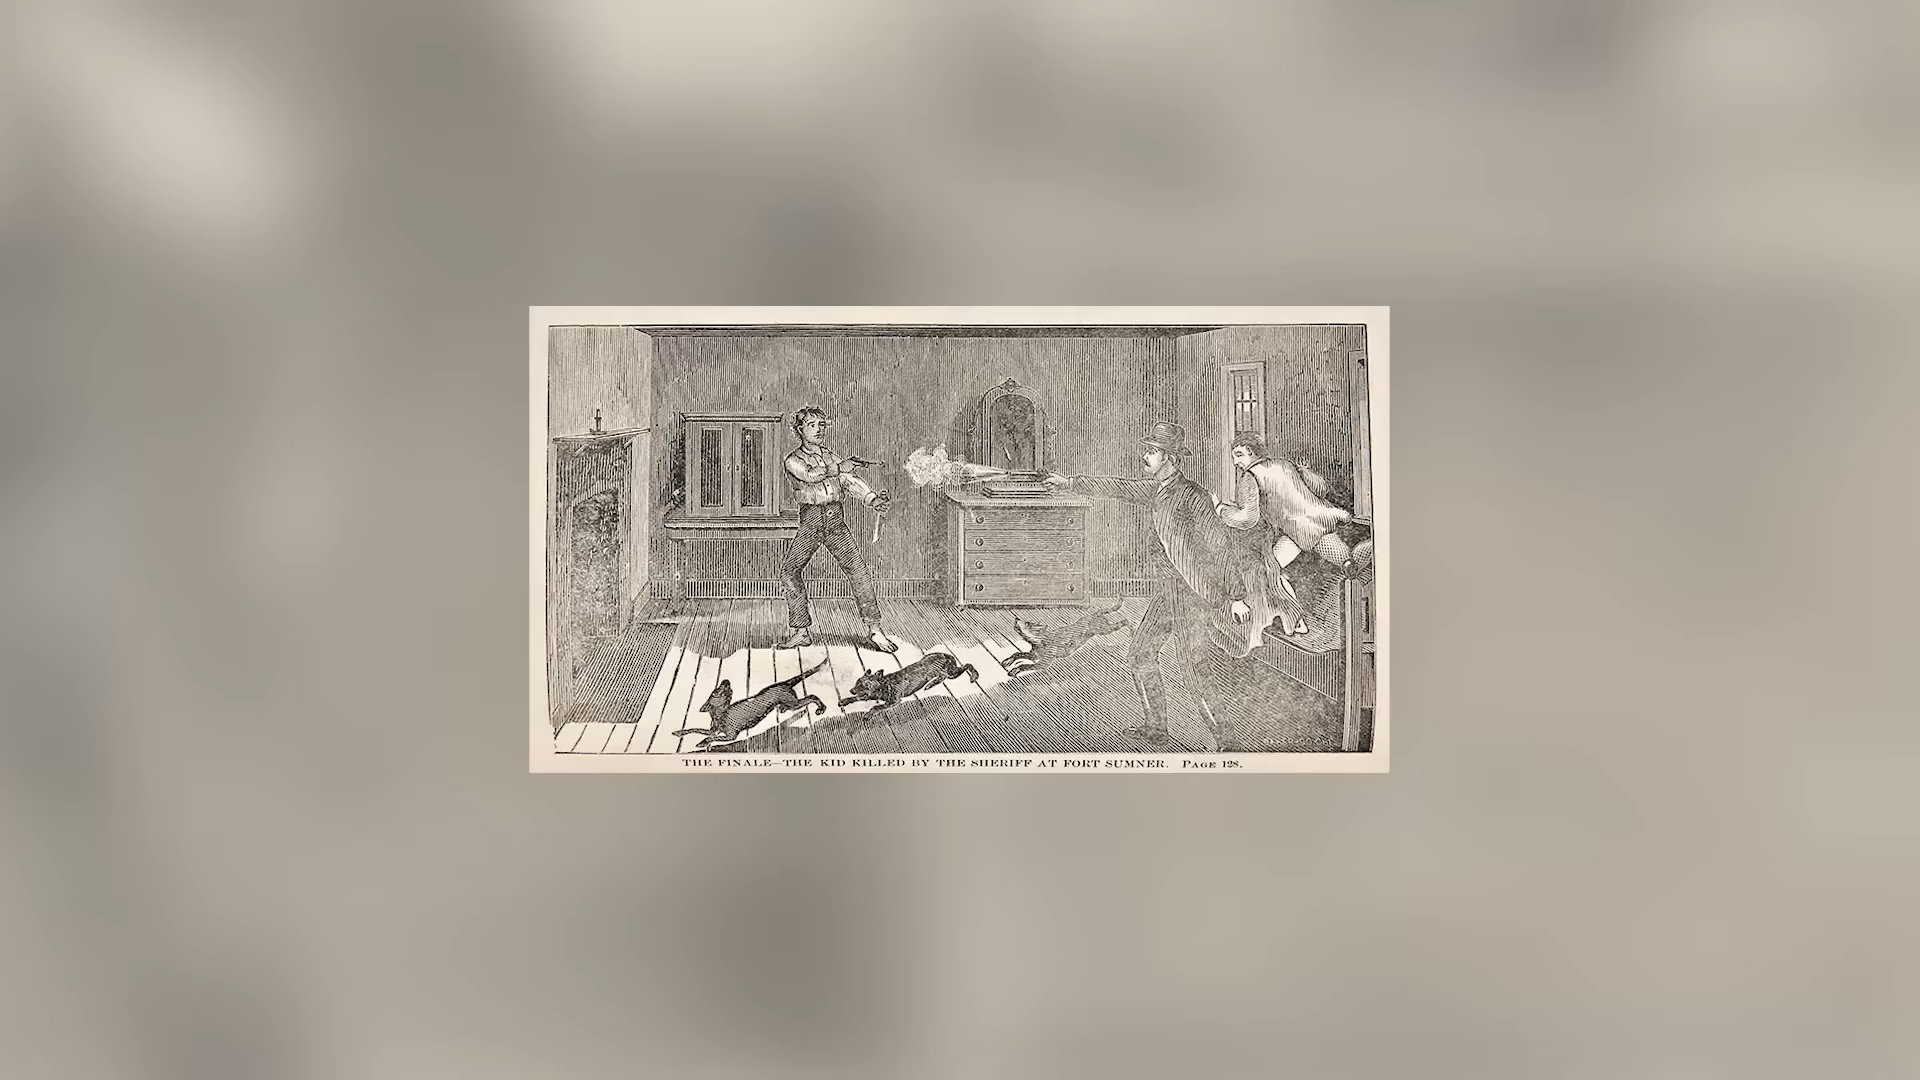 THE FINALE—THE KID KILLED BY THE SHERIFF AT FORT SUMNER. PAGE 128.